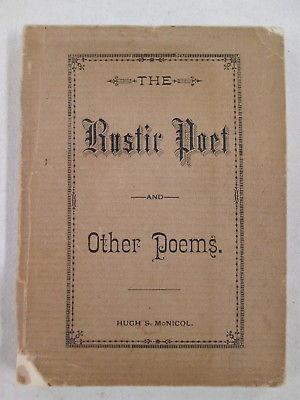 THE
Rustic Poet
AND
Other Poems.
HUGH S. McNICOL.